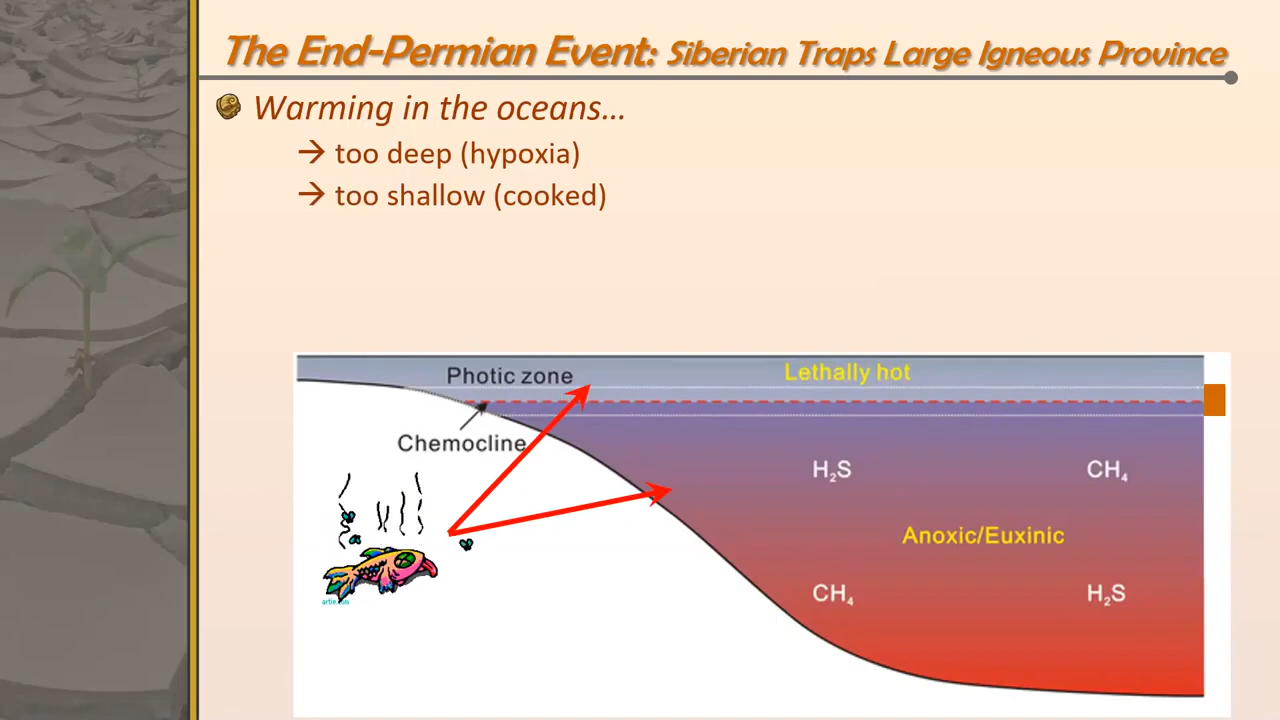 The End-Permian Event: Siberian Traps Large Igneous Province
Warming in the oceans...
→ too deep (hypoxia)
→ too shallow (cooked)
Photic zone
Lethally hot
Chemocline
H₂S
CH₄
Anoxic/Euxinic
CH₄
H₂S